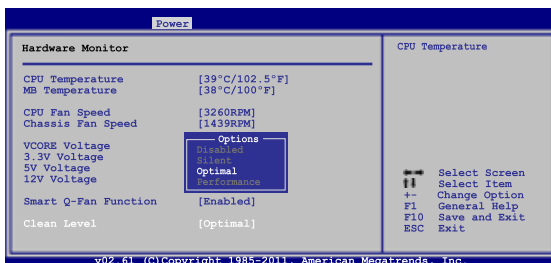 Power
Hardware Monitor
CPU Temperature [39°C/102.5°F]
MB Temperature [38°C/100°F]
CPU Fan Speed [3260RPM]
Chassis Fan Speed [1439RPM]
VCORE Voltage
3.3V Voltage
5V Voltage
12V Voltage
Options
Disabled
Silent
Optimal
Performance
Smart Q-Fan Function [Enabled]
Clean Level [Optimal]
CPU Temperature
Select Screen
Select Item
+- Change Option
F1 General Help
F10 Save and Exit
ESC Exit
v02.61 (C)Copyright 1985-2011, American Megatrends, Inc.